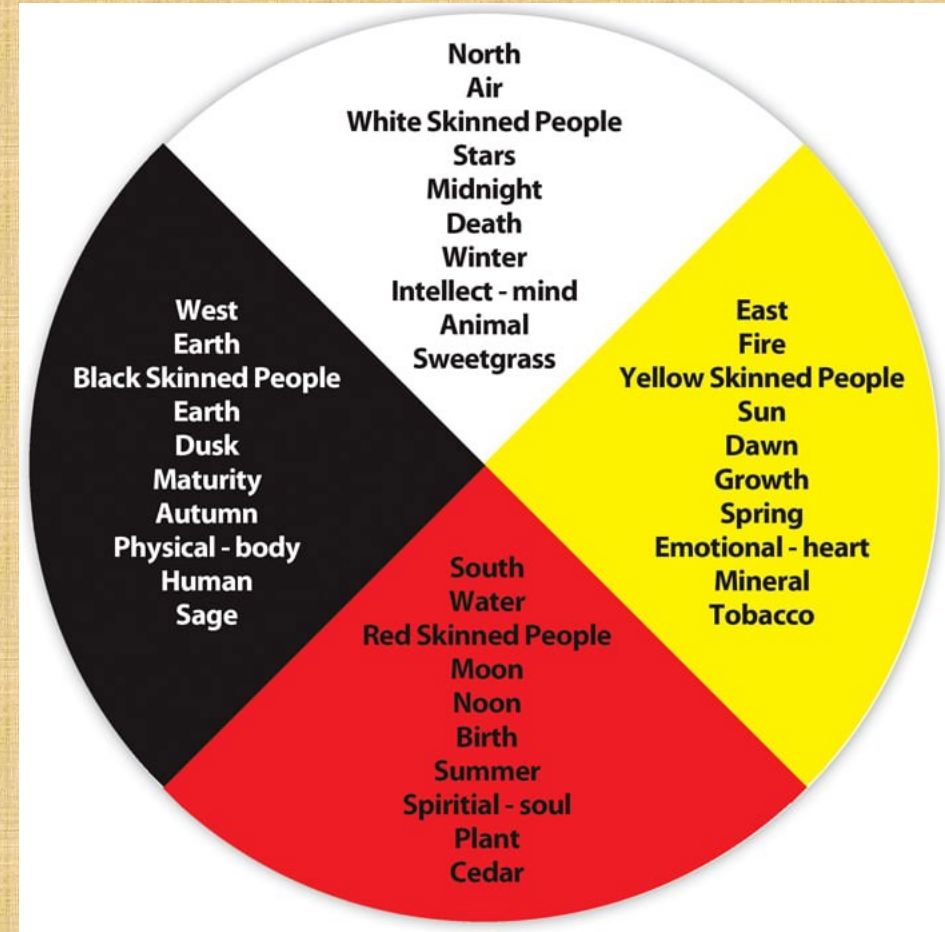 North
Air
White Skinned People
Stars
Midnight
Death
Winter
Intellect - mind
Animal
Sweetgrass
West
Earth
Black Skinned People
Earth
Dusk
Maturity
Autumn
Physical - body
Human
Sage
East
Fire
Yellow Skinned People
Sun
Dawn
Growth
Spring
Emotional - heart
Mineral
Tobacco
South
Water
Red Skinned People
Moon
Noon
Birth
Summer
Spiritial - soul
Plant
Cedar